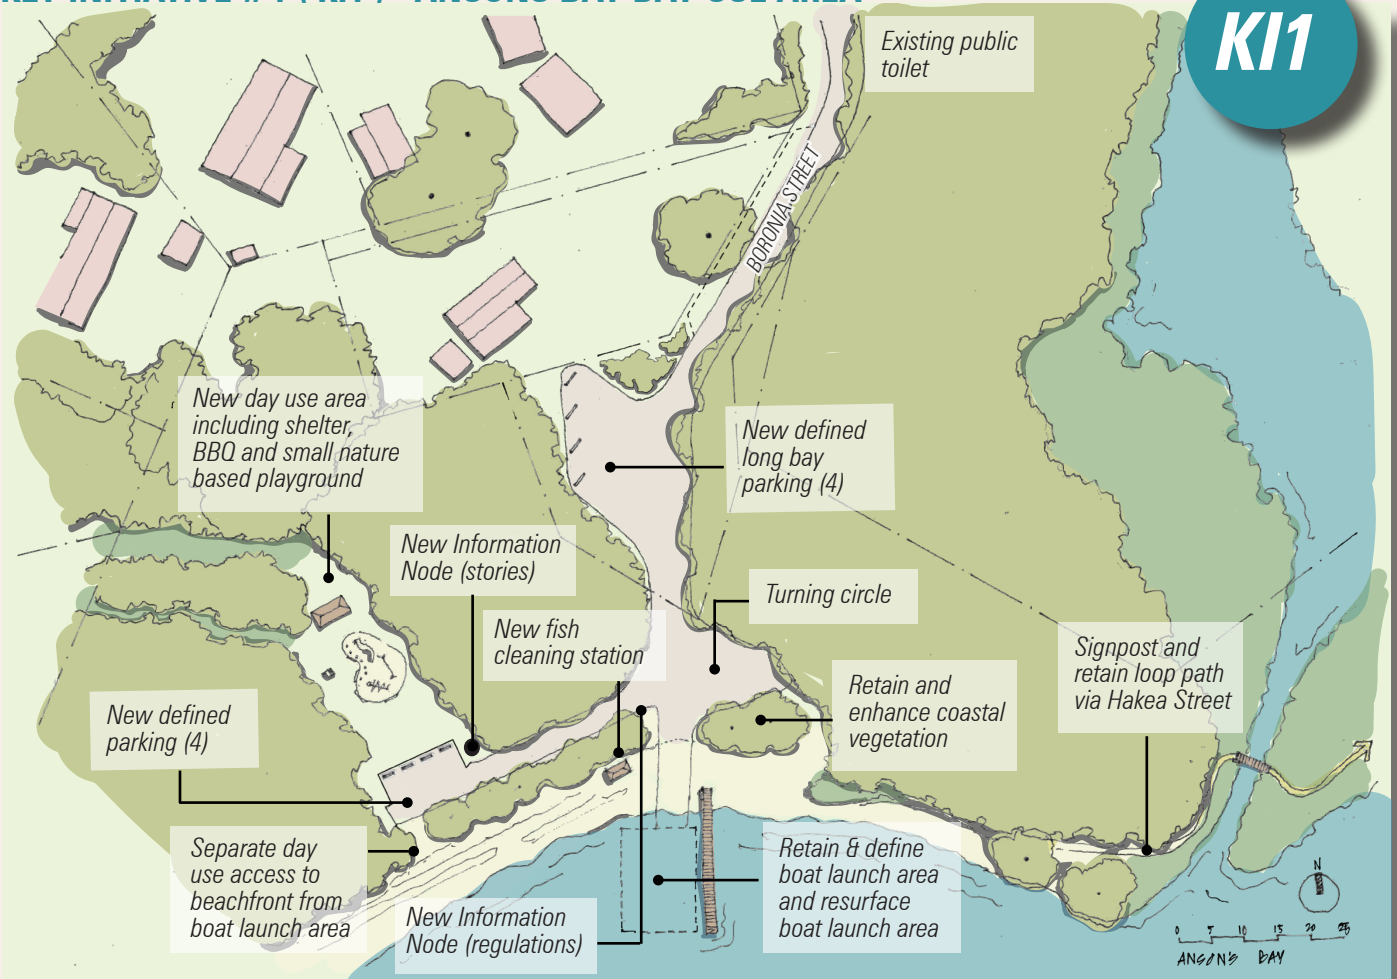 KI1
Existing public
toilet
BORONIA STREET
New day use area
including shelter,
BBQ and small nature
based playground
New defined
long bay
parking (4)
New Information
Node (stories)
Turning circle
New fish
cleaning station
Signpost and
retain loop path
via Hakea Street
Retain and
enhance coastal
vegetation
New defined
parking (4)
Separate day
use access to
beachfront from
boat launch area
Retain & define
boat launch area
and resurface
boat launch area
New Information
Node (regulations)
N
0 5 10 15 20 25
ANSON'S BAY